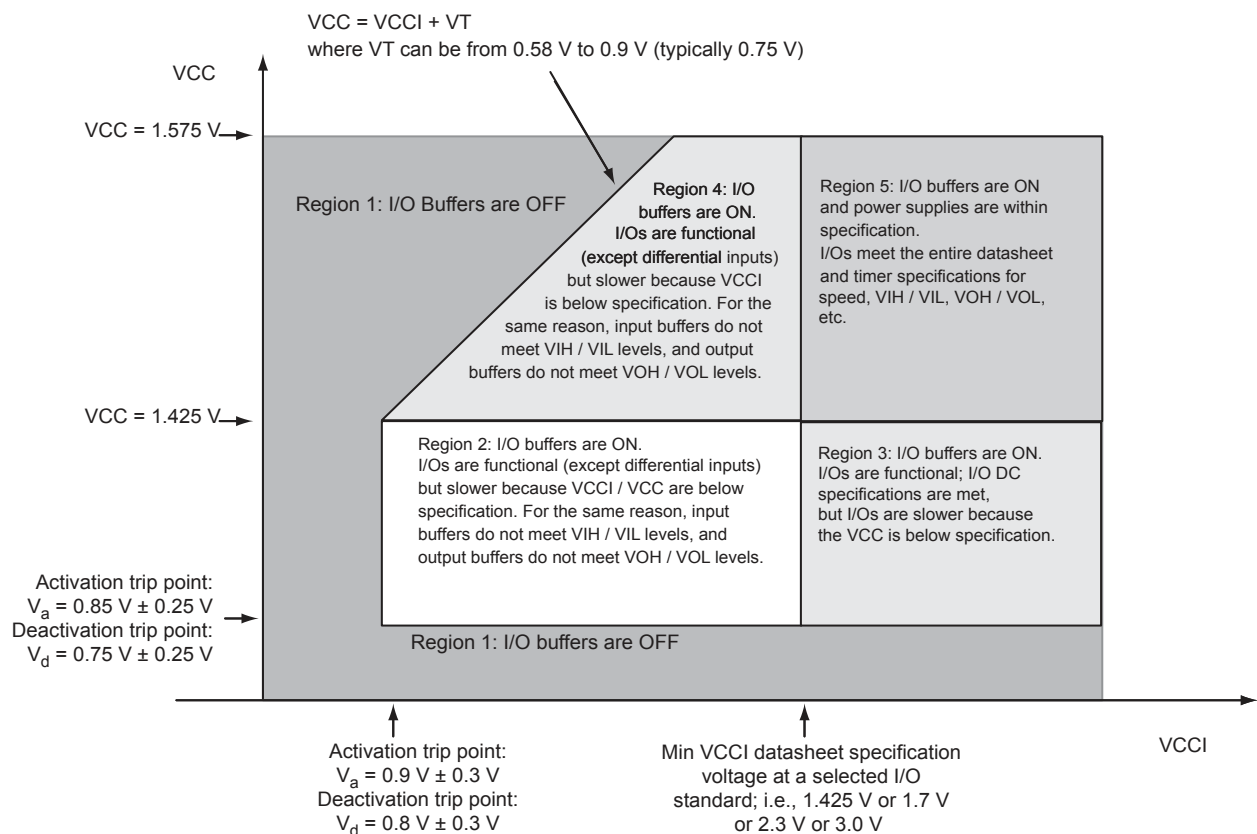 VCC = VCCI + VT
where VT can be from 0.58 V to 0.9 V (typically 0.75 V)
VCC
VCC = 1.575 V
Region 1: I/O Buffers are OFF
Region 4: I/O
buffers are ON.
I/Os are functional
(except differential inputs)
but slower because VCCI
is below specification. For the
same reason, input buffers do not
meet VIH / VIL levels, and output
buffers do not meet VOH / VOL levels.
Region 5: I/O buffers are ON
and power supplies are within
specification.
I/Os meet the entire datasheet
and timer specifications for
speed, VIH / VIL, VOH / VOL,
etc.
VCC = 1.425 V
Region 2: I/O buffers are ON.
I/Os are functional (except differential inputs)
but slower because VCCI / VCC are below
specification. For the same reason, input
buffers do not meet VIH / VIL levels, and
output buffers do not meet VOH / VOL levels.
Region 3: I/O buffers are ON.
I/Os are functional; I/O DC
specifications are met,
but I/Os are slower because
the VCC is below specification.
Activation trip point:
Va = 0.85 V ± 0.25 V
Deactivation trip point:
Vd = 0.75 V ± 0.25 V
Region 1: I/O buffers are OFF
Activation trip point:
Va = 0.9 V ± 0.3 V
Deactivation trip point:
Vd = 0.8 V ± 0.3 V
Min VCCI datasheet specification
voltage at a selected I/O
standard; i.e., 1.425 V or 1.7 V
or 2.3 V or 3.0 V
VCCI